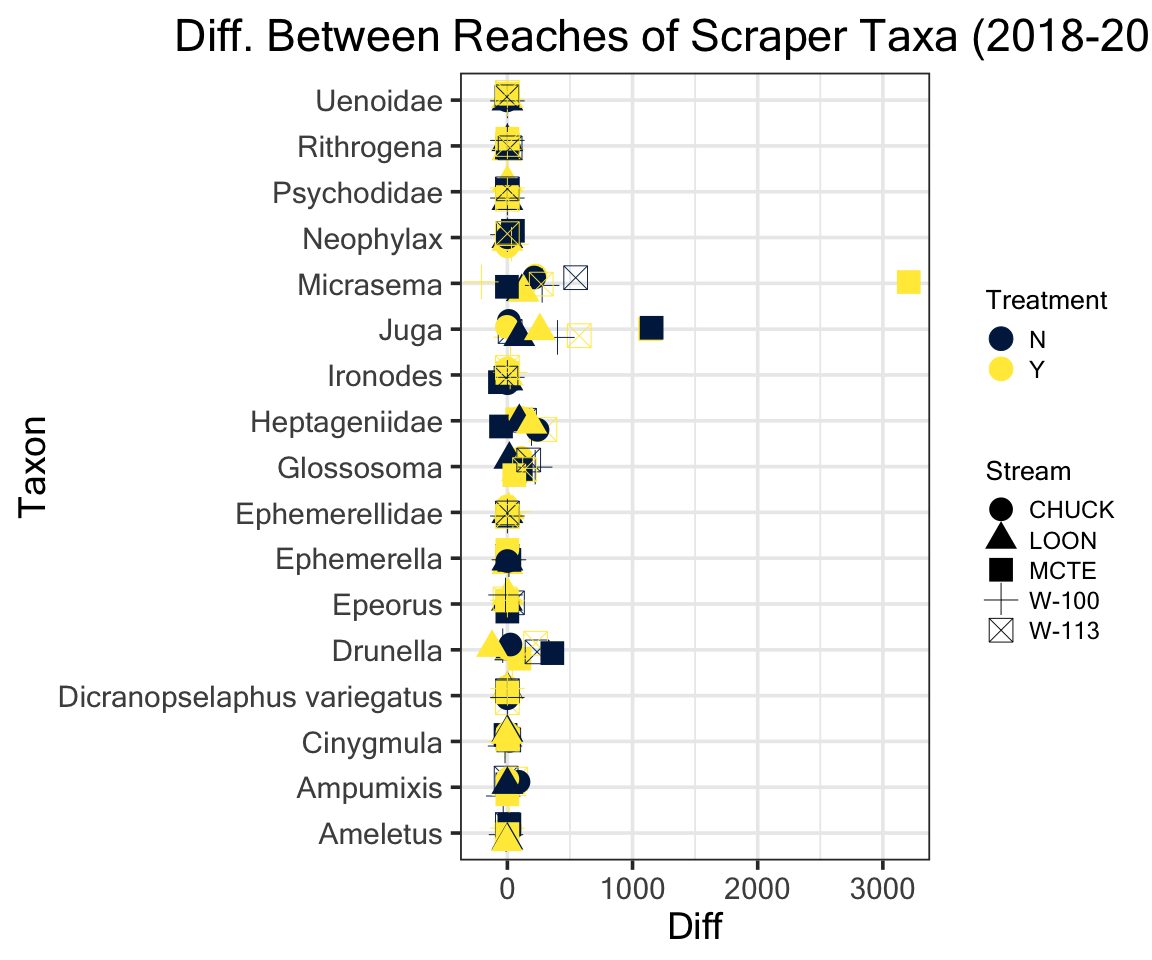 Diff. Between Reaches of Scraper Taxa (2018-20
Uenoidae
Rithrogena
Psychodidae
Neophylax
Micrasema
Juga
Ironodes
Heptageniidae
Glossosoma
Ephemerellidae
Ephemerella
Epeorus
Drunella
Dicranopselaphus variegatus
Cinygmula
Ampumixis
Ameletus
Taxon
0 1000 2000 3000
Diff
Treatment
N
Y
Stream
CHUCK
LOON
MCTE
W-100
W-113